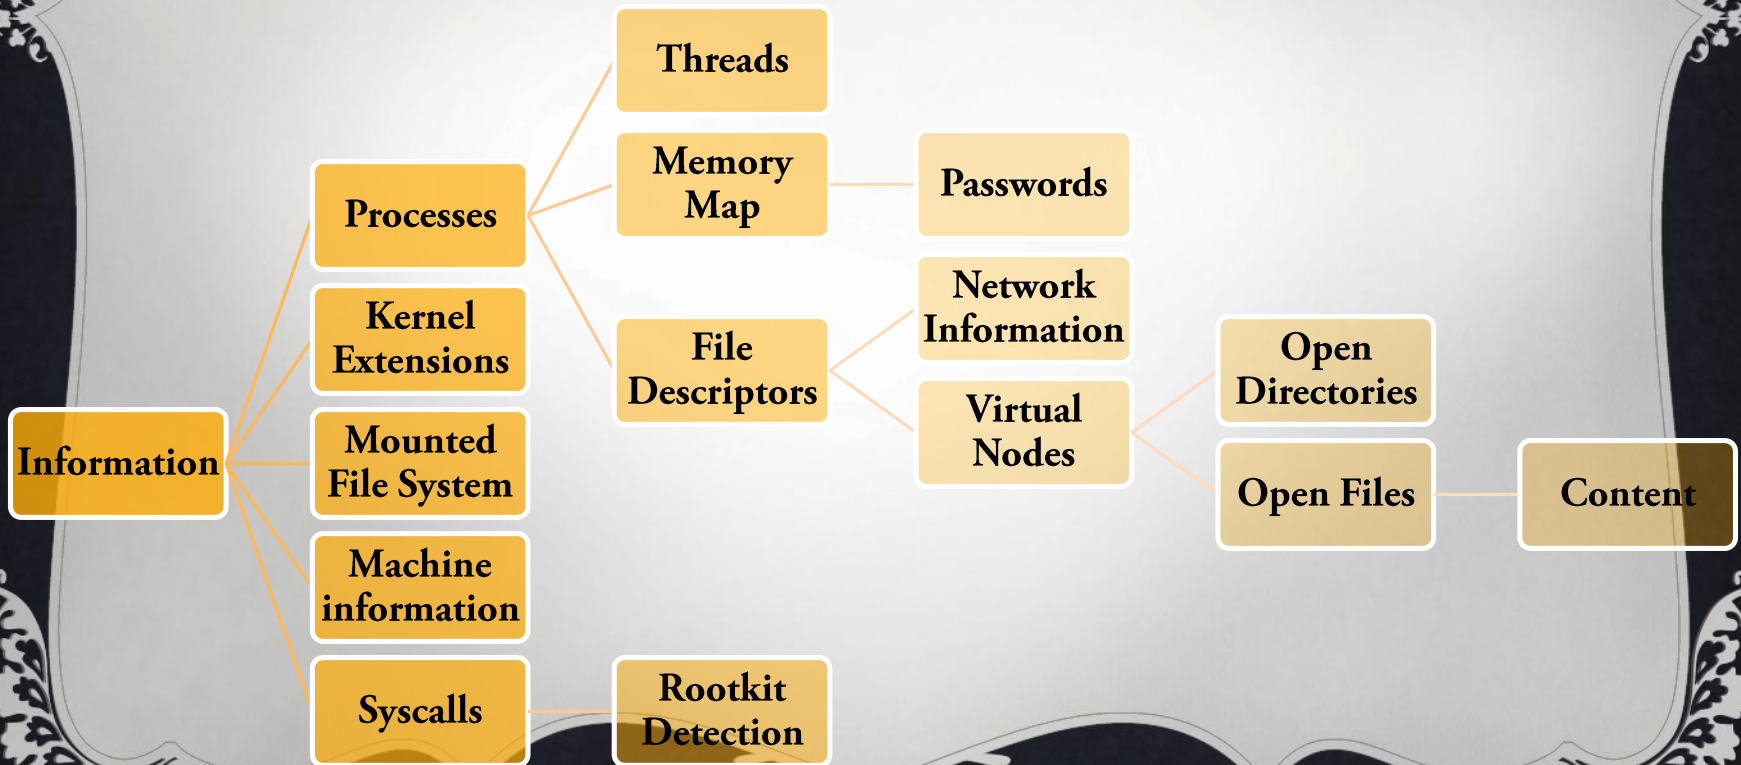 Information
Processes
Kernel
Extensions
Mounted
File System
Machine
information
Syscalls
Threads
Memory
Map
File
Descriptors
Rootkit
Detection
Passwords
Network
Information
Virtual
Nodes
Open
Directories
Open Files
Content